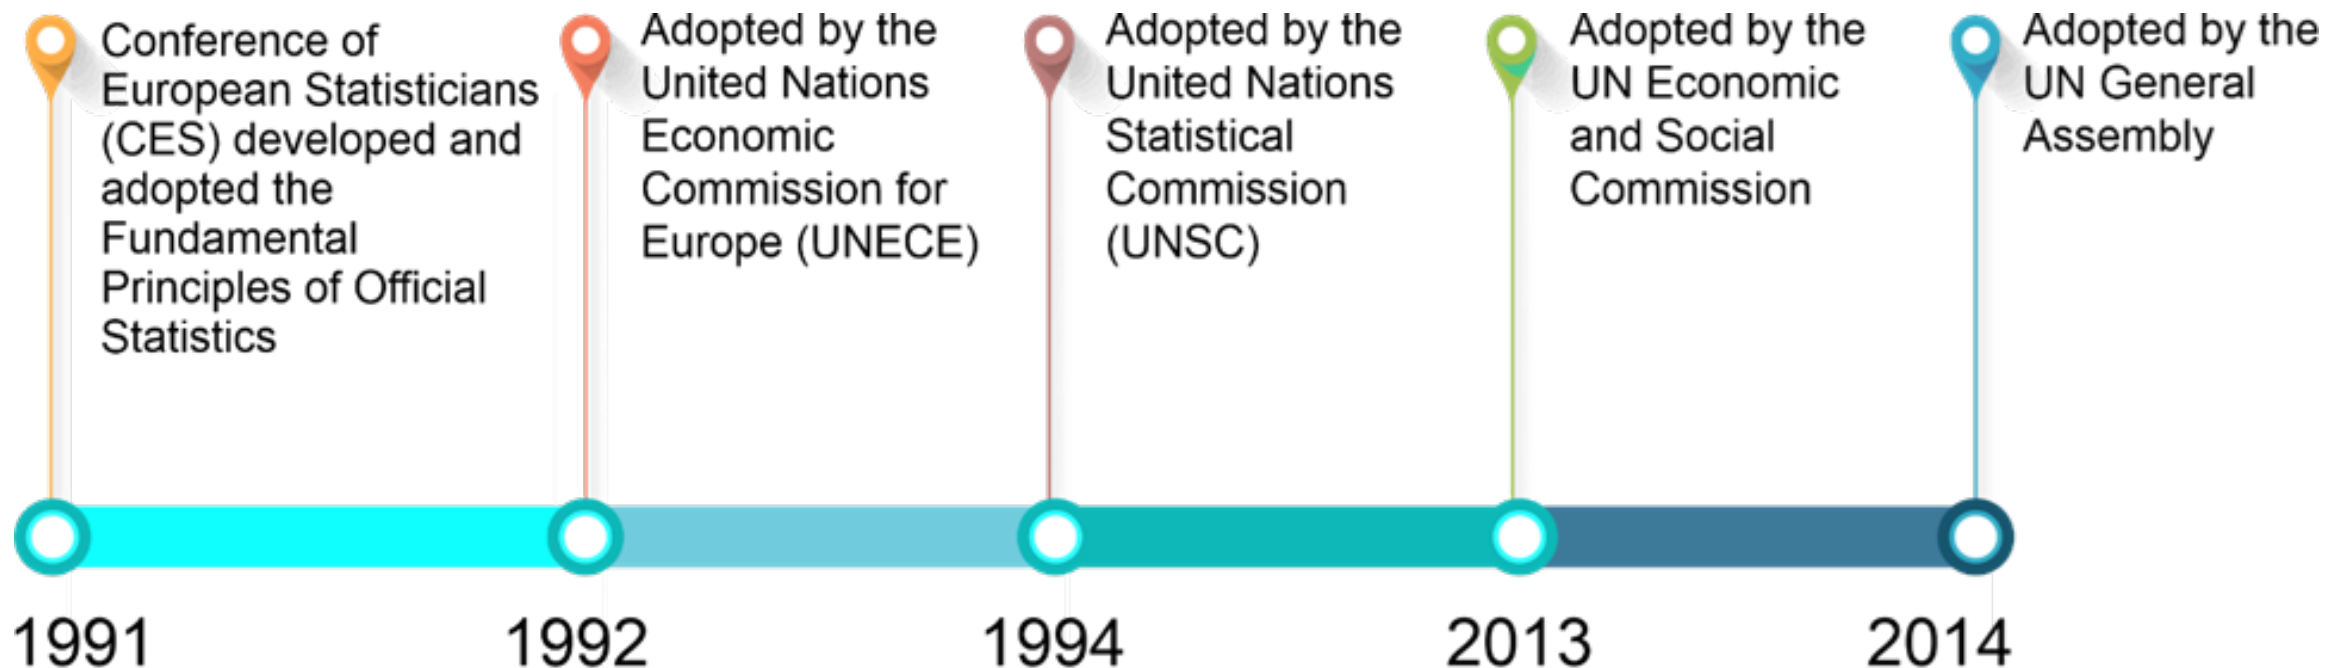 Conference of
European Statisticians
(CES) developed and
adopted the
Fundamental
Principles of Official
Statistics
Adopted by the
United Nations
Economic
Commission for
Europe (UNECE)
Adopted by the
United Nations
Statistical
Commission
(UNSC)
Adopted by the
UN Economic
and Social
Commission
Adopted by the
UN General
Assembly
1991
1992
1994
2013
2014